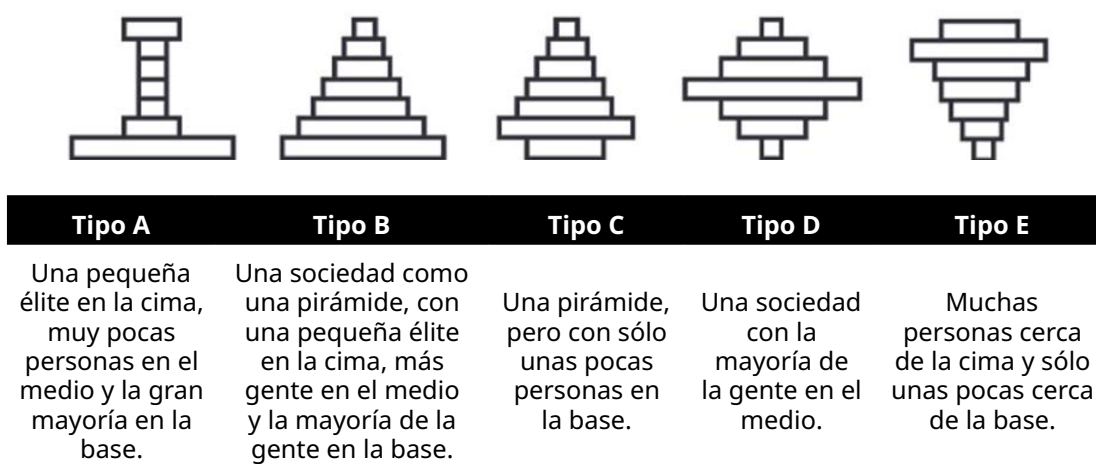 Tipo A
Tipo B
Tipo C
Tipo D
Tipo E
Una pequeña
élite en la cima,
muy pocas
personas en el
medio y la gran
mayoría en la
base.
Una sociedad como
una pirámide, con
una pequeña élite
en la cima, más
gente en el medio
y la mayoría de la
gente en la base.
Una pirámide,
pero con sólo
unas pocas
personas en
la base.
Una sociedad
con la
mayoría de
la gente en el
medio.
Muchas
personas cerca
de la cima y sólo
unas pocas cerca
de la base.